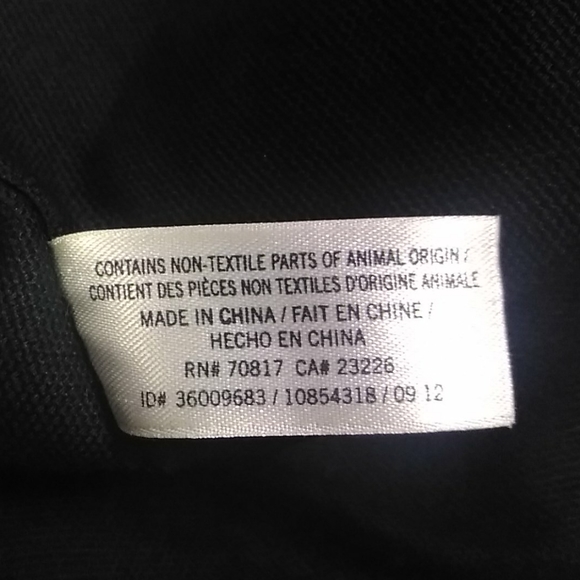 CONTAINS NON-TEXTILE PARTS OF ANIMAL ORIGIN /
CONTIENT DES PIÈCES NON TEXTILES D'ORIGINE ANIMALE
MADE IN CHINA / FAIT EN CHINE /
HECHO EN CHINA
RN# 70817 CA# 23226
ID# 36009683 / 10854318 / 09 12